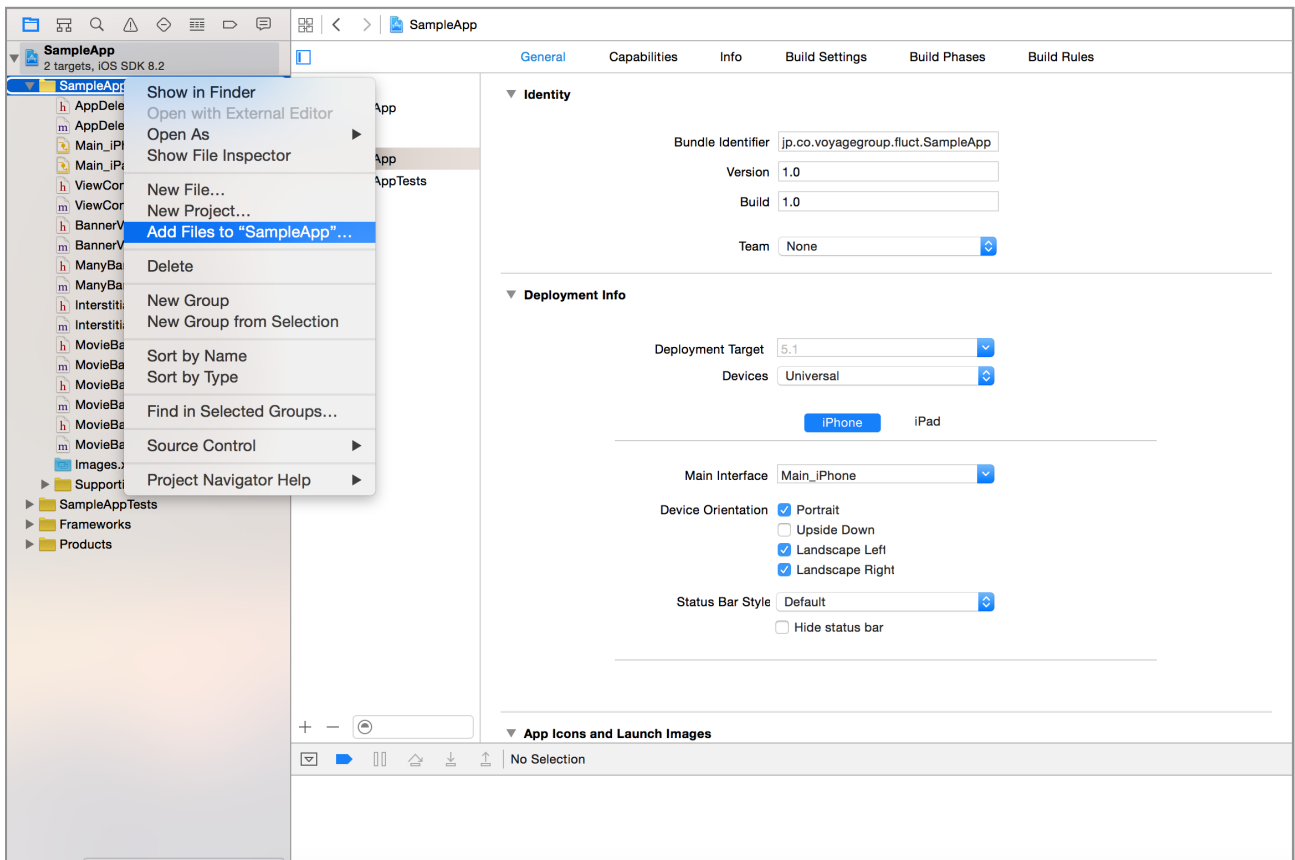 SampleApp
SampleApp
2 targets, iOS SDK 8.2
General
Capabilities
Info
Build Settings
Build Phases
Build Rules
SampleApp
h AppDele
m AppDele
Main_iPh
Main_iPa
h ViewCon
m ViewCor
h BannerV
m BannerV
h ManyBa
m ManyBa
h Interstiti
m Interstitia
h MovieBa
m MovieBa
h MovieBa
m MovieBa
h MovieBa
m MovieBa
Images.x
Supporti
SampleAppTests
Frameworks
Products
Show in Finder
Open with External Editor
Open As
Show File Inspector
New File...
New Project...
Add Files to “SampleApp”...
Delete
New Group
New Group from Selection
Sort by Name
Sort by Type
Find in Selected Groups...
Source Control
Project Navigator Help
App
App
AppTests
Identity
Bundle Identifier jp.co.voyagegroup.fluct.SampleApp
Version 1.0
Build 1.0
Team None
Deployment Info
Deployment Target 5.1
Devices Universal
iPhone iPad
Main Interface Main_iPhone
Device Orientation Portrait
Upside Down
Landscape Left
Landscape Right
Status Bar Style Default
Hide status bar
App Icons and Launch Images
No Selection